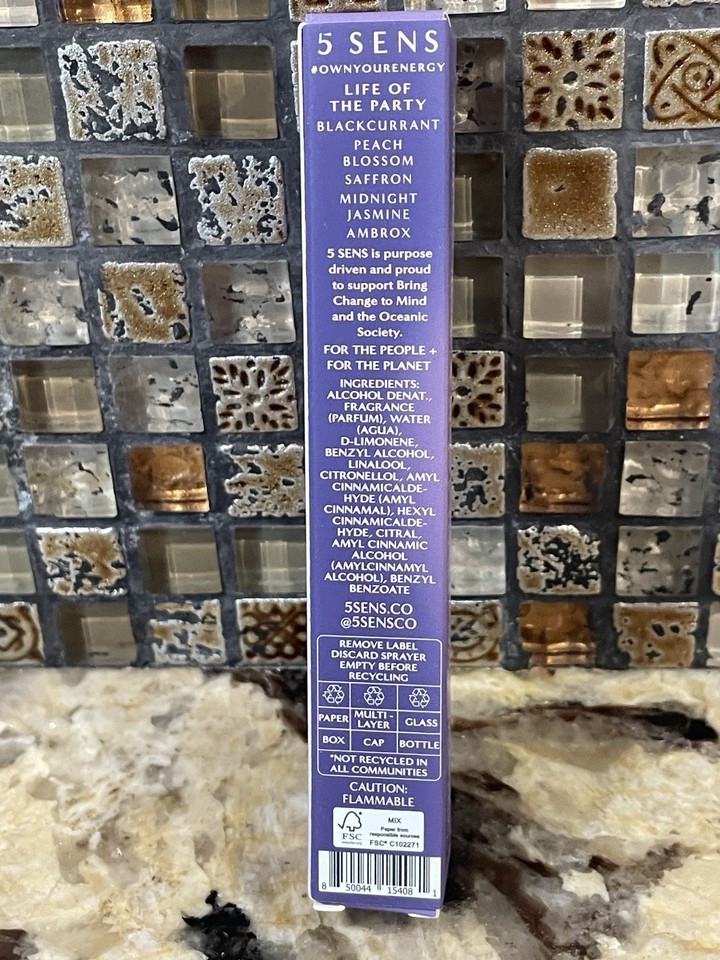 5 SENS
#OWNYOURENERGY
LIFE OF
THE PARTY
BLACKCURRANT
PEACH
BLOSSOM
SAFFRON
MIDNIGHT
JASMINE
AMBROX
5 SENS is purpose
driven and proud
to support Bring
Change to Mind
and the Oceanic
Society.
FOR THE PEOPLE +
FOR THE PLANET
INGREDIENTS:
ALCOHOL DENAT.,
FRAGRANCE
(PARFUM), WATER
(AGUA),
D-LIMONENE,
BENZYL ALCOHOL,
LINALOOL,
CITRONELLOL, AMYL
CINNAMICALDE-
HYDE (AMYL
CINNAMAL), HEXYL
CINNAMICALDE-
HYDE, CITRAL,
AMYL CINNAMIC
ALCOHOL
(AMYLCINNAMYL
ALCOHOL), BENZYL
BENZOATE
5SENS.CO
@5SENSCO
REMOVE LABEL
DISCARD SPRAYER
EMPTY BEFORE
RECYCLING
PAPER MULTI-LAYER GLASS
BOX CAP BOTTLE
*NOT RECYCLED IN
ALL COMMUNITIES
CAUTION:
FLAMMABLE
FSC
MIX
Paper from
responsible sources
FSC® C102271
8 50044 15408 1